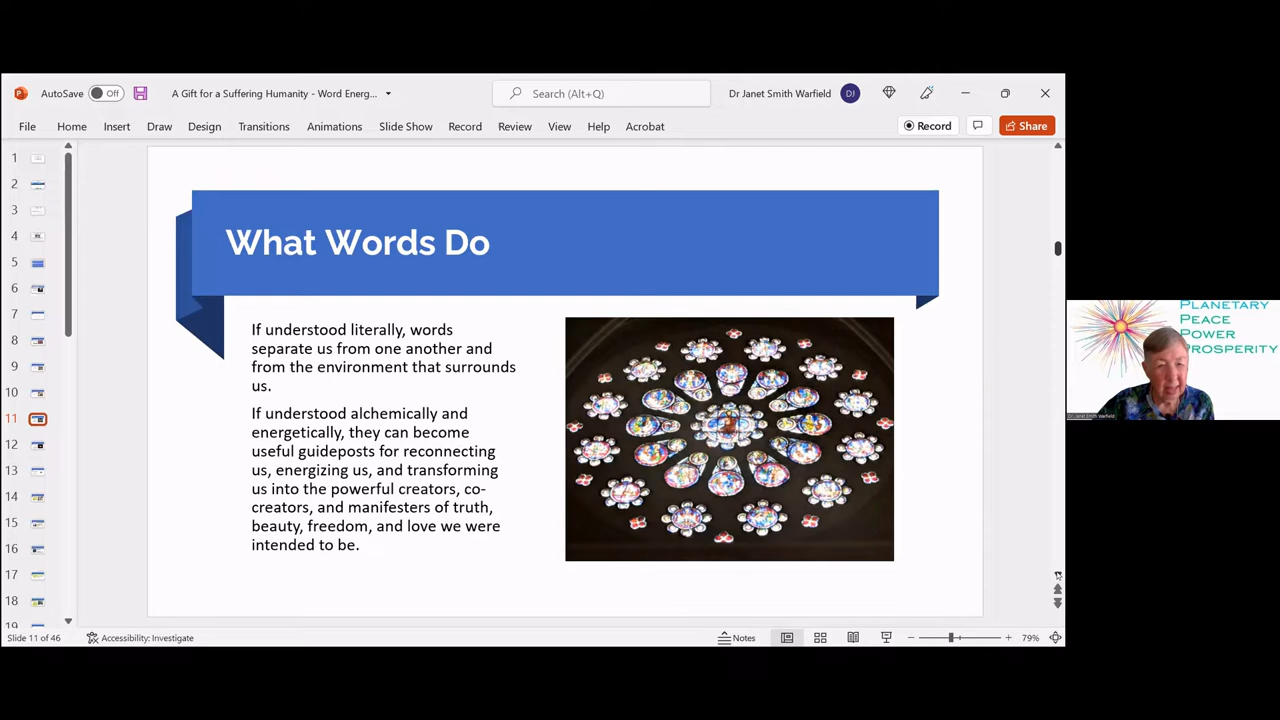 AutoSave Off A Gift for a Suffering Humanity - Word Energ... Search (Alt+Q) Dr Janet Smith Warfield DJ
File Home Insert Draw Design Transitions Animations Slide Show Record Review View Help Acrobat Record Share
1
2
3
4
5
6
7
8
9
10
11
12
13
14
15
16
17
18
19
What Words Do
If understood literally, words
separate us from one another and
from the environment that surrounds
us.
If understood alchemically and
energetically, they can become
useful guideposts for reconnecting
us, energizing us, and transforming
us into the powerful creators, co-
creators, and manifesters of truth,
beauty, freedom, and love we were
intended to be.
PLANETARY
PEACE
POWER
PROSPERITY
Dr. Janet Smith Warfield
Slide 11 of 46 Accessibility: Investigate Notes 79%